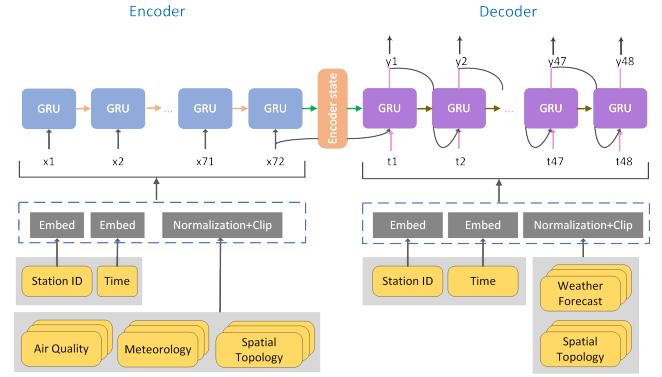 Encoder Decoder
y1 y2 y47 y48
GRU GRU ... GRU GRU Encoder state GRU GRU ... GRU GRU
x1 x2 x71 x72 t1 t2 t47 t48
Embed Embed Normalization+Clip Embed Embed Normalization+Clip
Station ID Time Station ID Time
Weather
Forecast
Air Quality Meteorology Spatial
Topology
Spatial
Topology